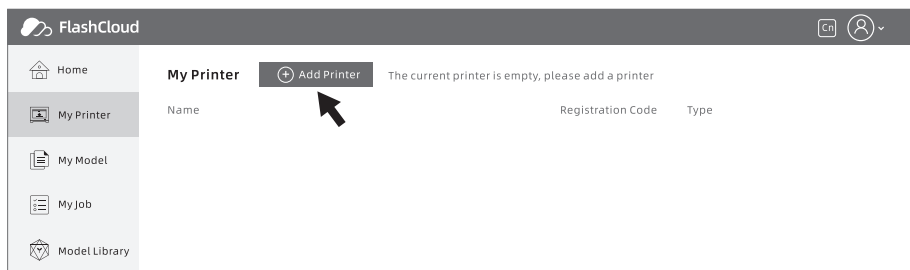 FlashCloud
Cn
Home
My Printer
My Model
My Job
Model Library
My Printer
Add Printer
The current printer is empty, please add a printer
Name
Registration Code
Type